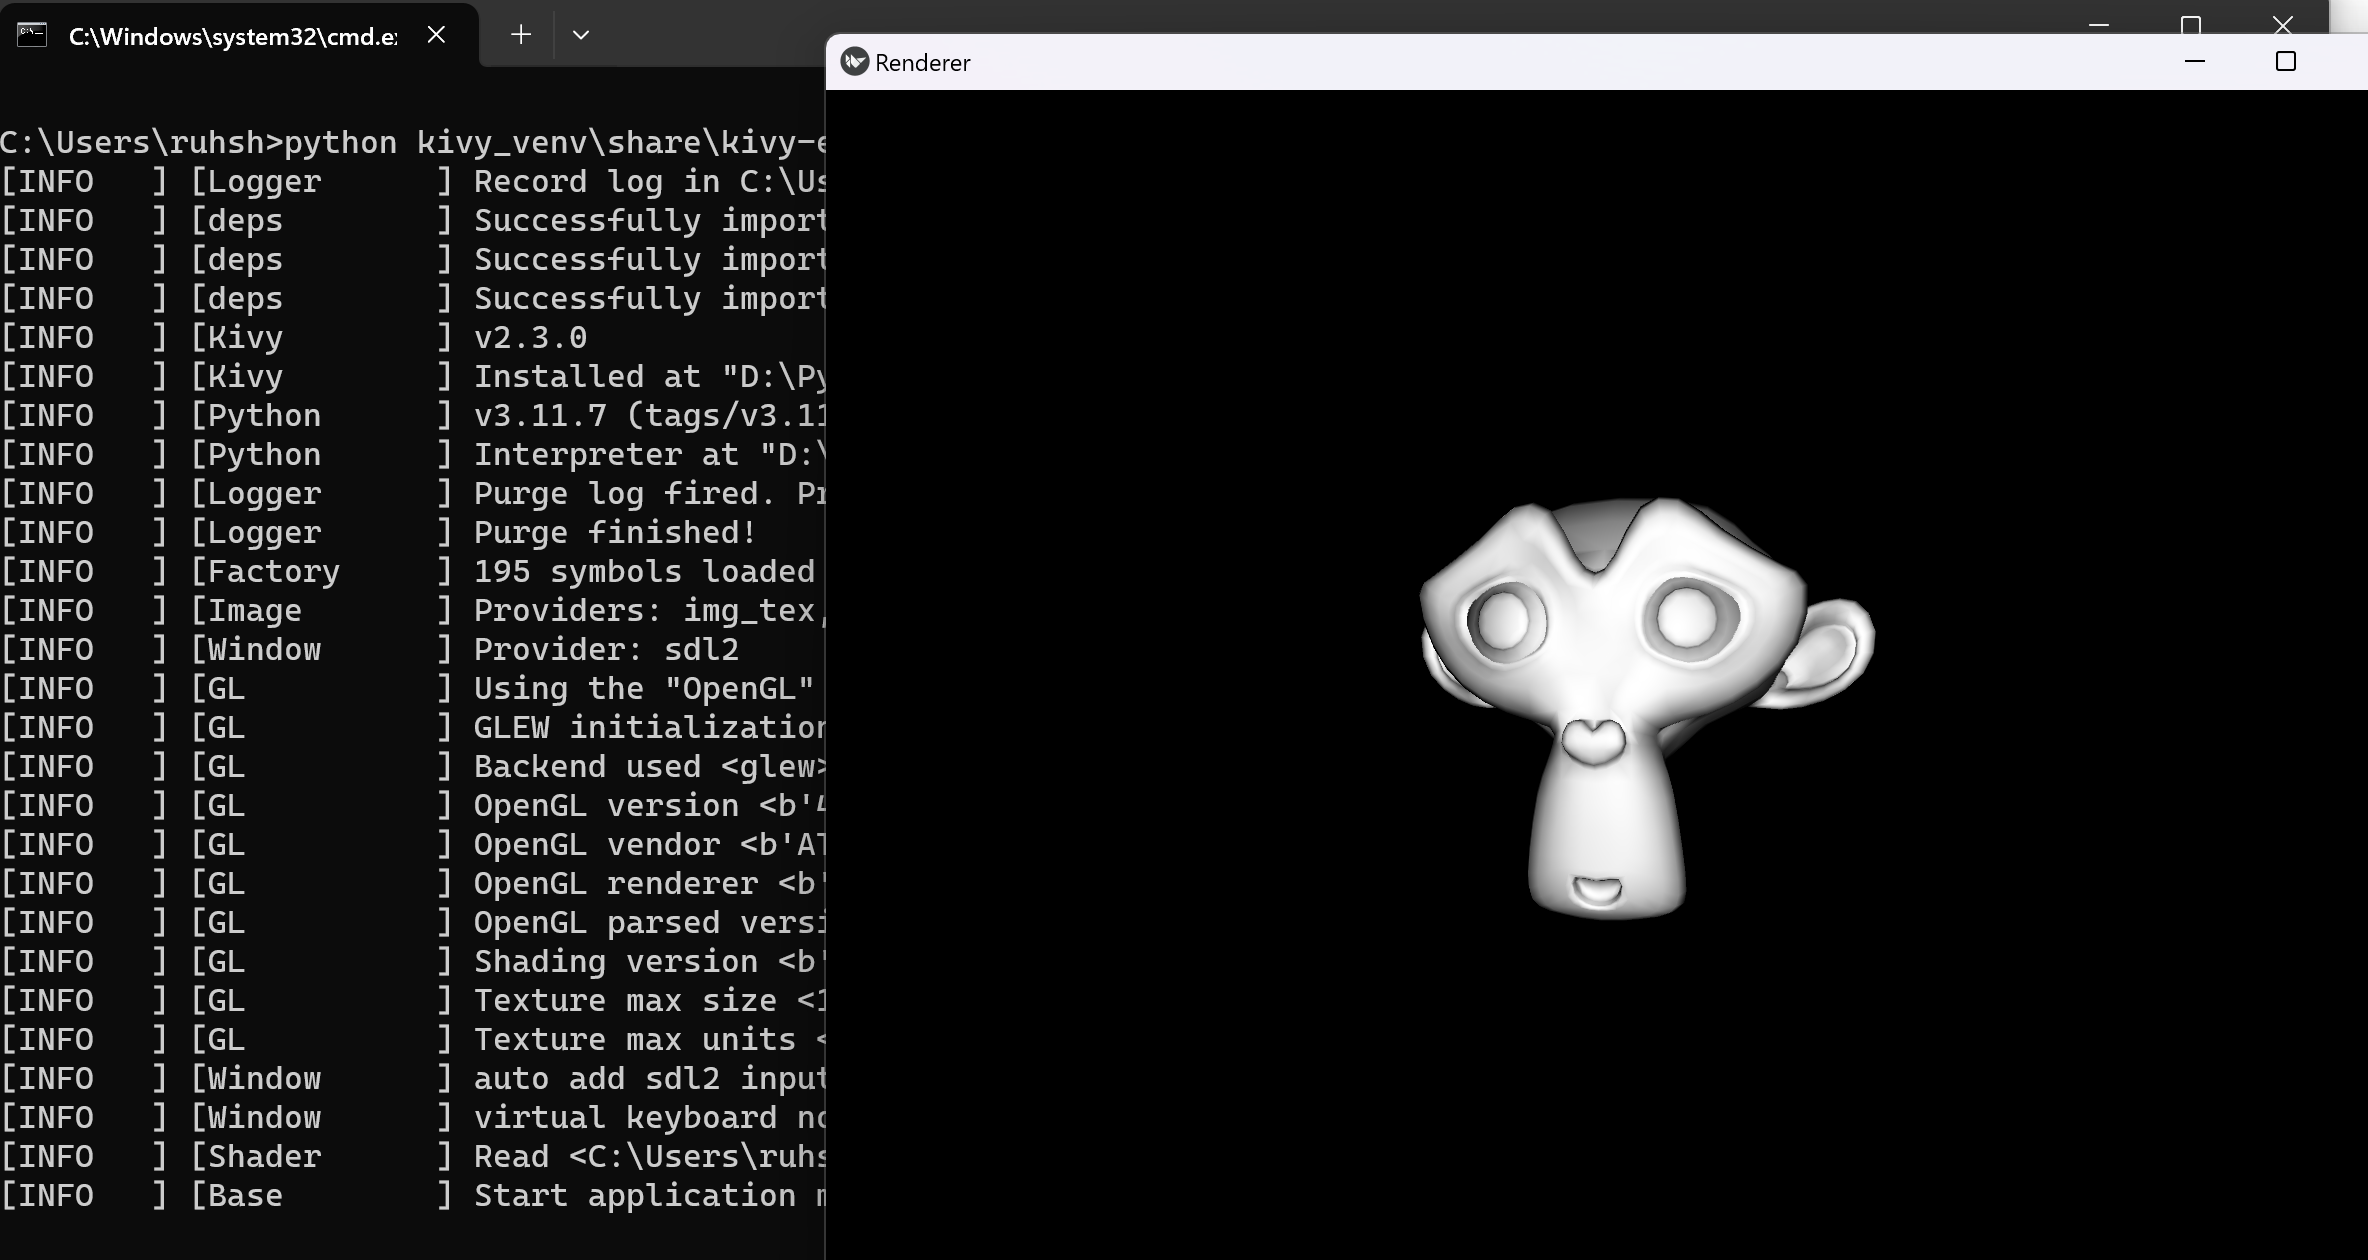 C:\Windows\system32\cmd.e
Renderer
C:\Users\ruhsh>python kivy_venv\share\kivy-e
[INFO   ] [Logger      ] Record log in C:\Us
[INFO   ] [deps        ] Successfully import
[INFO   ] [deps        ] Successfully import
[INFO   ] [deps        ] Successfully import
[INFO   ] [Kivy        ] v2.3.0
[INFO   ] [Kivy        ] Installed at "D:\Py
[INFO   ] [Python      ] v3.11.7 (tags/v3.11
[INFO   ] [Python      ] Interpreter at "D:\
[INFO   ] [Logger      ] Purge log fired. Pr
[INFO   ] [Logger      ] Purge finished!
[INFO   ] [Factory     ] 195 symbols loaded
[INFO   ] [Image       ] Providers: img_tex,
[INFO   ] [Window      ] Provider: sdl2
[INFO   ] [GL          ] Using the "OpenGL"
[INFO   ] [GL          ] GLEW initialization
[INFO   ] [GL          ] Backend used <glew>
[INFO   ] [GL          ] OpenGL version <b'4
[INFO   ] [GL          ] OpenGL vendor <b'AT
[INFO   ] [GL          ] OpenGL renderer <b'
[INFO   ] [GL          ] OpenGL parsed versi
[INFO   ] [GL          ] Shading version <b'
[INFO   ] [GL          ] Texture max size <1
[INFO   ] [GL          ] Texture max units <
[INFO   ] [Window      ] auto add sdl2 input
[INFO   ] [Window      ] virtual keyboard no
[INFO   ] [Shader      ] Read <C:\Users\ruhs
[INFO   ] [Base        ] Start application m